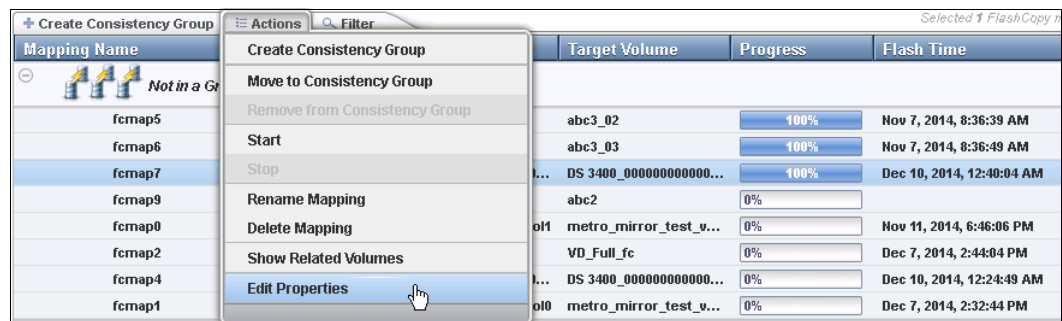 Create Consistency Group Actions Filter Selected 1 FlashCopy m
Mapping Name Create Consistency Group Target Volume Progress Flash Time
Not in a Gr Move to Consistency Group
Remove from Consistency Group
fcmap5 abc3_02 100% Nov 7, 2014, 8:36:39 AM
fcmap6 Start abc3_03 100% Nov 7, 2014, 8:36:49 AM
fcmap7 Stop ... DS 3400_000000000000... 100% Dec 10, 2014, 12:40:04 AM
fcmap9 Rename Mapping abc2 0%
fcmap0 Delete Mapping ol1 metro_mirror_test_v... 0% Nov 11, 2014, 6:46:06 PM
fcmap2 Show Related Volumes VD_Full_fc 0% Dec 7, 2014, 2:44:04 PM
fcmap4 Edit Properties ... DS 3400_000000000000... 0% Dec 10, 2014, 12:24:49 AM
fcmap1 ol0 metro_mirror_test_v... 0% Dec 7, 2014, 2:32:44 PM